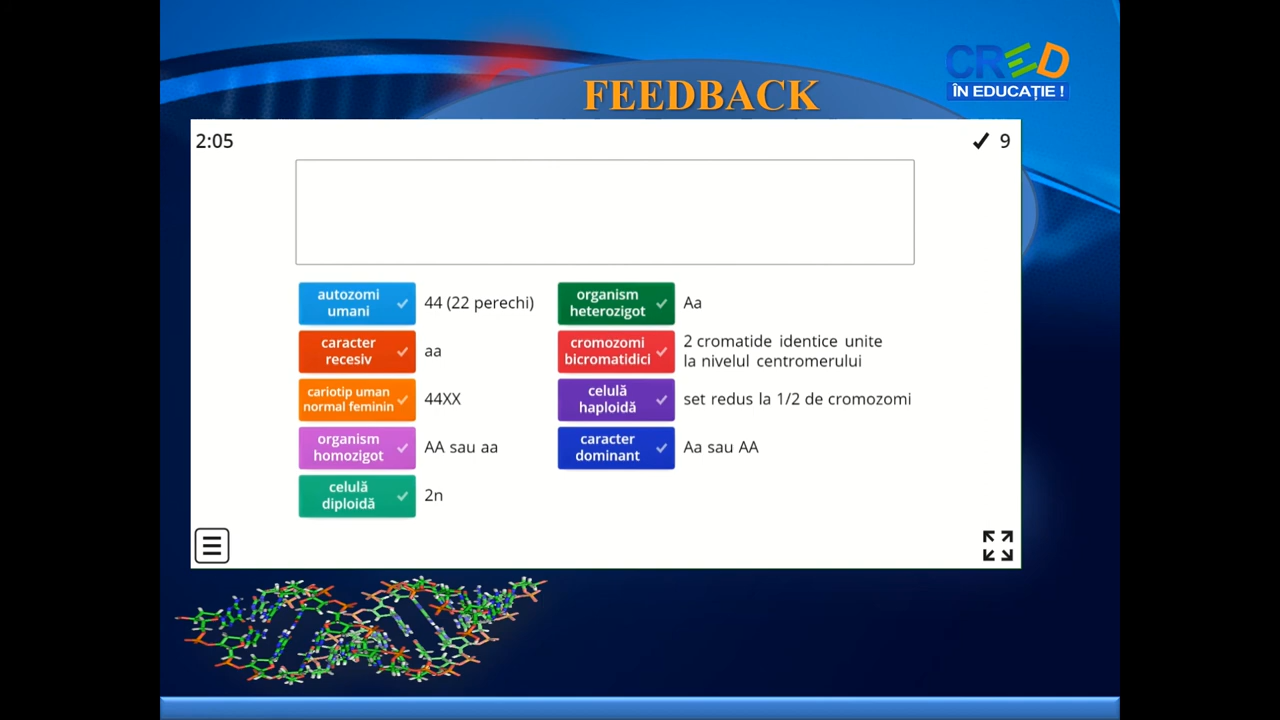 CRED
ÎN EDUCAȚIE !
FEEDBACK
2:05
✓ 9
autozomi
umani
44 (22 perechi)
caracter
recesiv
aa
cariotip uman
normal feminin
44XX
organism
homozigot
AA sau aa
celulă
diploidă
2n
organism
heterozigot
Aa
cromozomi
bicromatidici
2 cromatide identice unite
la nivelul centromerului
celulă
haploidă
set redus la 1/2 de cromozomi
caracter
dominant
Aa sau AA